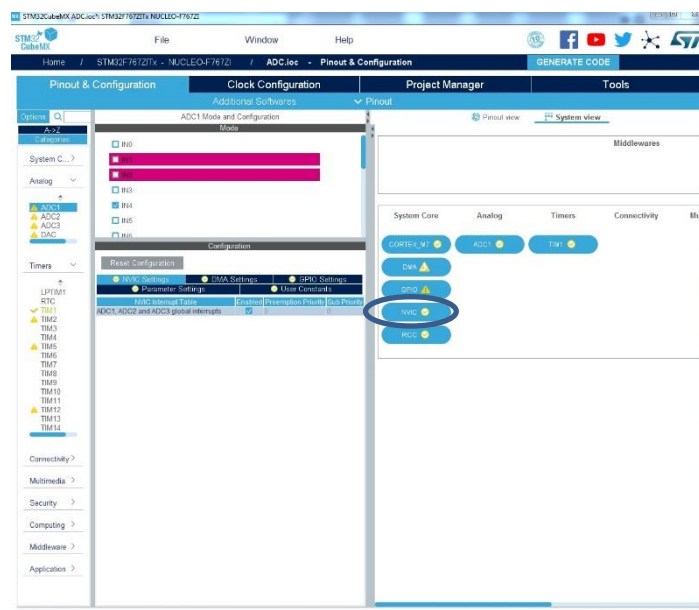 STM32CubeMX ADC.ioc*: STM32F767ZITx NUCLEO-F767ZI
STM32 CubeMX
File Window Help
Home / STM32F767ZITx - NUCLEO-F767ZI / ADC.ioc - Pinout & Configuration GENERATE CODE
Pinout & Configuration Clock Configuration Project Manager Tools
Additional Softwares Pinout
Options ADC1 Mode and Configuration Pinout view System view
A->Z Mode
Categories
Middlewares
IN0
System C... > IN1
IN2
Analog IN3
ADC1 IN4
ADC2 IN5
ADC3 IN6
DAC
System Core Analog Timers Connectivity Mu
Configuration
CORTEX_M7 ADC1 TIM1
Reset Configuration
Timers DMA
NVIC Settings DMA Settings GPIO Settings
Parameter Settings User Constants
LPTIM1 GPIO
RTC NVIC Interrupt Table Enabled Preemption Priority Sub Priority
TIM1 ADC1, ADC2 and ADC3 global interrupts 0 0 NVIC
TIM2
TIM3
TIM4 RCC
TIM5
TIM6
TIM7
TIM8
TIM9
TIM10
TIM11
TIM12
TIM13
TIM14
Connectivity >
Multimedia >
Security >
Computing >
Middleware >
Application >